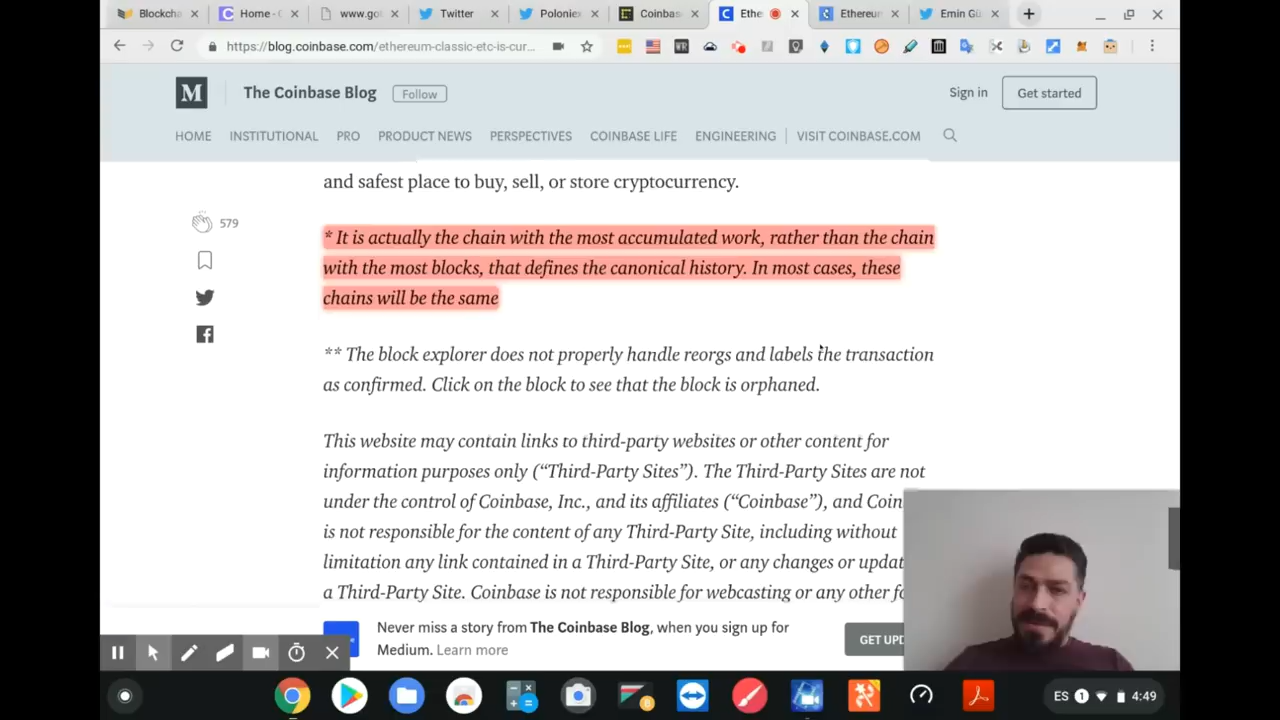 Blockcha
Home - C
www.go
Twitter
Polonie
Coinbas
Ethe
Ethereum
Emin Gü
https://blog.coinbase.com/ethereum-classic-etc-is-cur...
M
The Coinbase Blog
Follow
Sign in
Get started
HOME
INSTITUTIONAL
PRO
PRODUCT NEWS
PERSPECTIVES
COINBASE LIFE
ENGINEERING
VISIT COINBASE.COM
and safest place to buy, sell, or store cryptocurrency.
579
* It is actually the chain with the most accumulated work, rather than the chain
with the most blocks, that defines the canonical history. In most cases, these
chains will be the same
** The block explorer does not properly handle reorgs and labels the transaction
as confirmed. Click on the block to see that the block is orphaned.
This website may contain links to third-party websites or other content for
information purposes only (“Third-Party Sites”). The Third-Party Sites are not
under the control of Coinbase, Inc., and its affiliates (“Coinbase”), and Coin
is not responsible for the content of any Third-Party Site, including without
limitation any link contained in a Third-Party Site, or any changes or updat
a Third-Party Site. Coinbase is not responsible for webcasting or any other fo
Never miss a story from The Coinbase Blog, when you sign up for
Medium. Learn more
GET UPD
ES 1 4:49